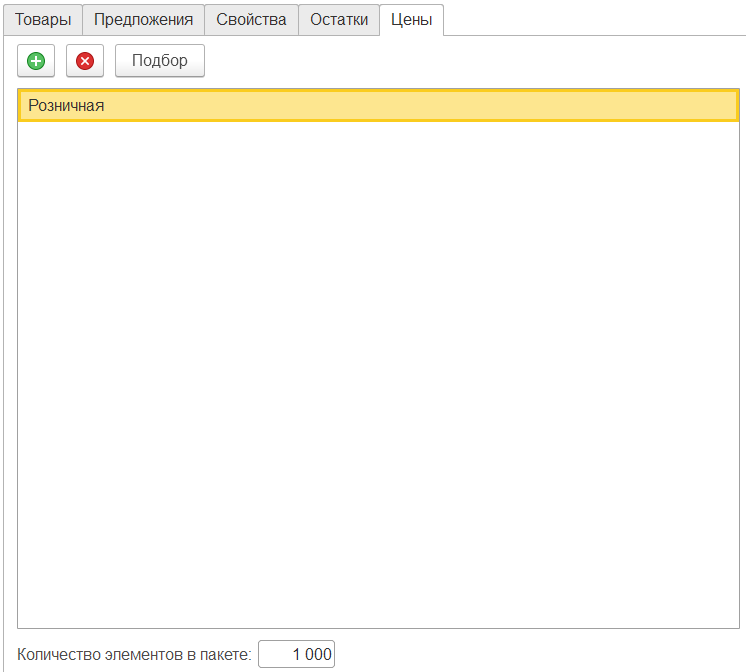 Товары Предложения Свойства Остатки Цены
Подбор
Розничная
Количество элементов в пакете: 1 000